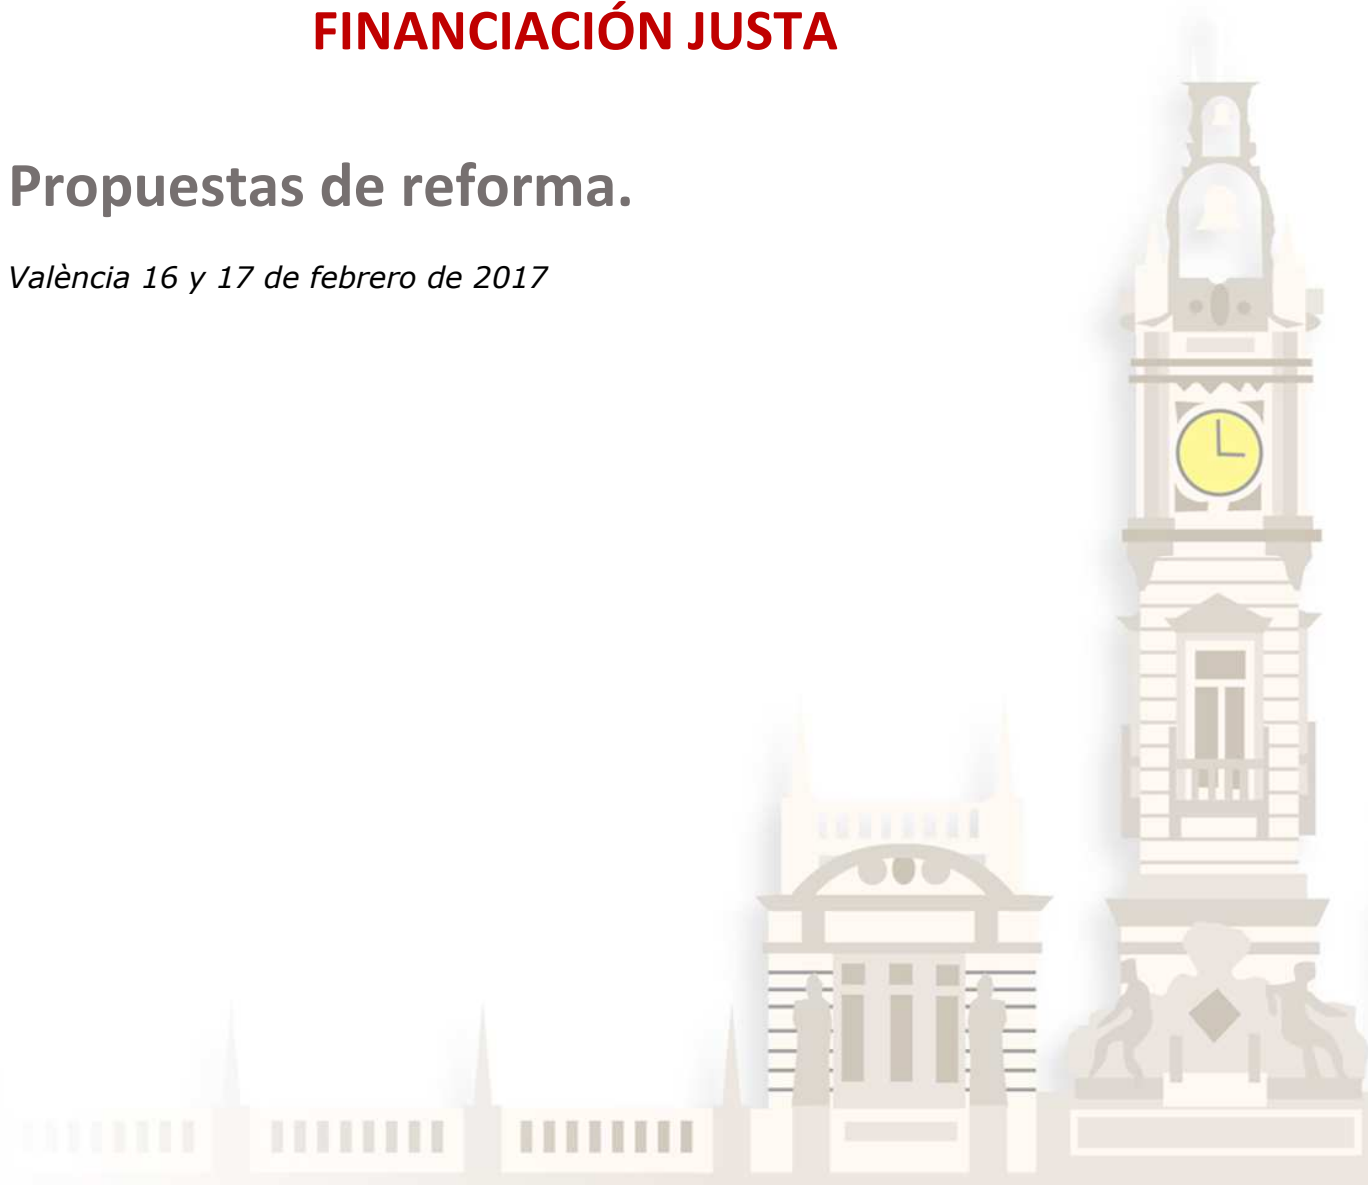 FINANCIACIÓN JUSTA
Propuestas de reforma.
València 16 y 17 de febrero de 2017